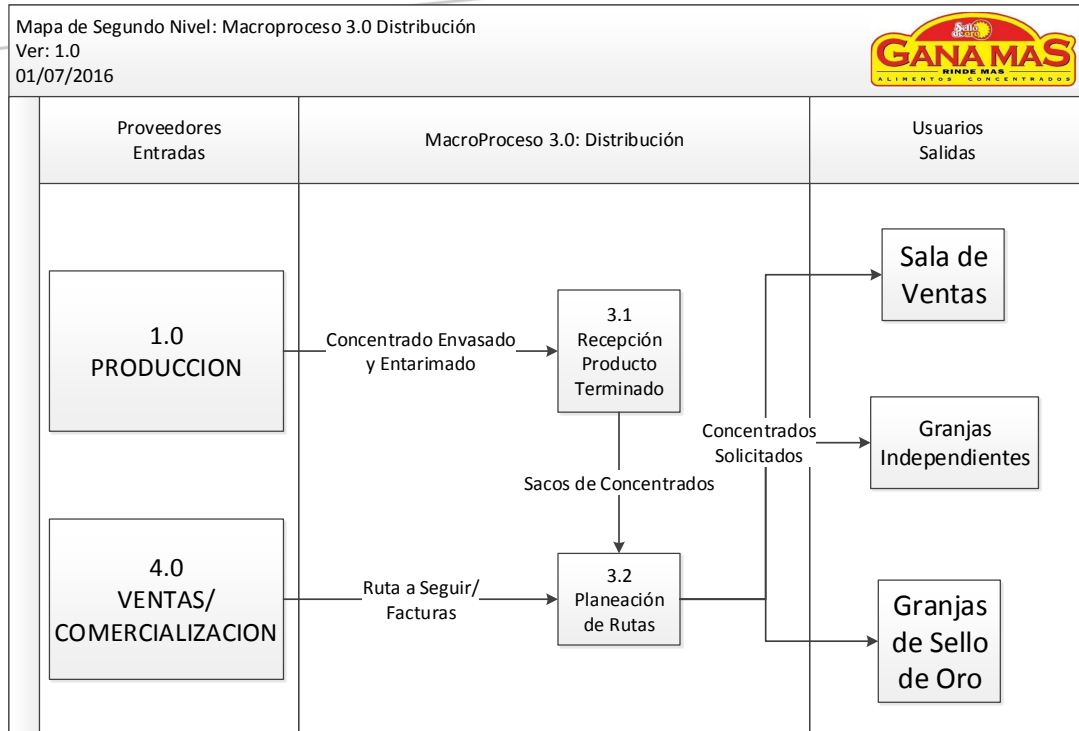 Mapa de Segundo Nivel: Macroproceso 3.0 Distribución
Ver: 1.0
01/07/2016
Sello
de oro
GANA MAS
RINDE MAS
ALIMENTOS CONCENTRADOS
Proveedores
Entradas
MacroProceso 3.0: Distribución
Usuarios
Salidas
1.0
PRODUCCION
Concentrado Envasado
y Entarimado
3.1
Recepción
Producto
Terminado
Sala de
Ventas
Concentrados
Solicitados
Granjas
Independientes
Sacos de Concentrados
4.0
VENTAS/
COMERCIALIZACION
Ruta a Seguir/
Facturas
3.2
Planeación
de Rutas
Granjas
de Sello
de Oro